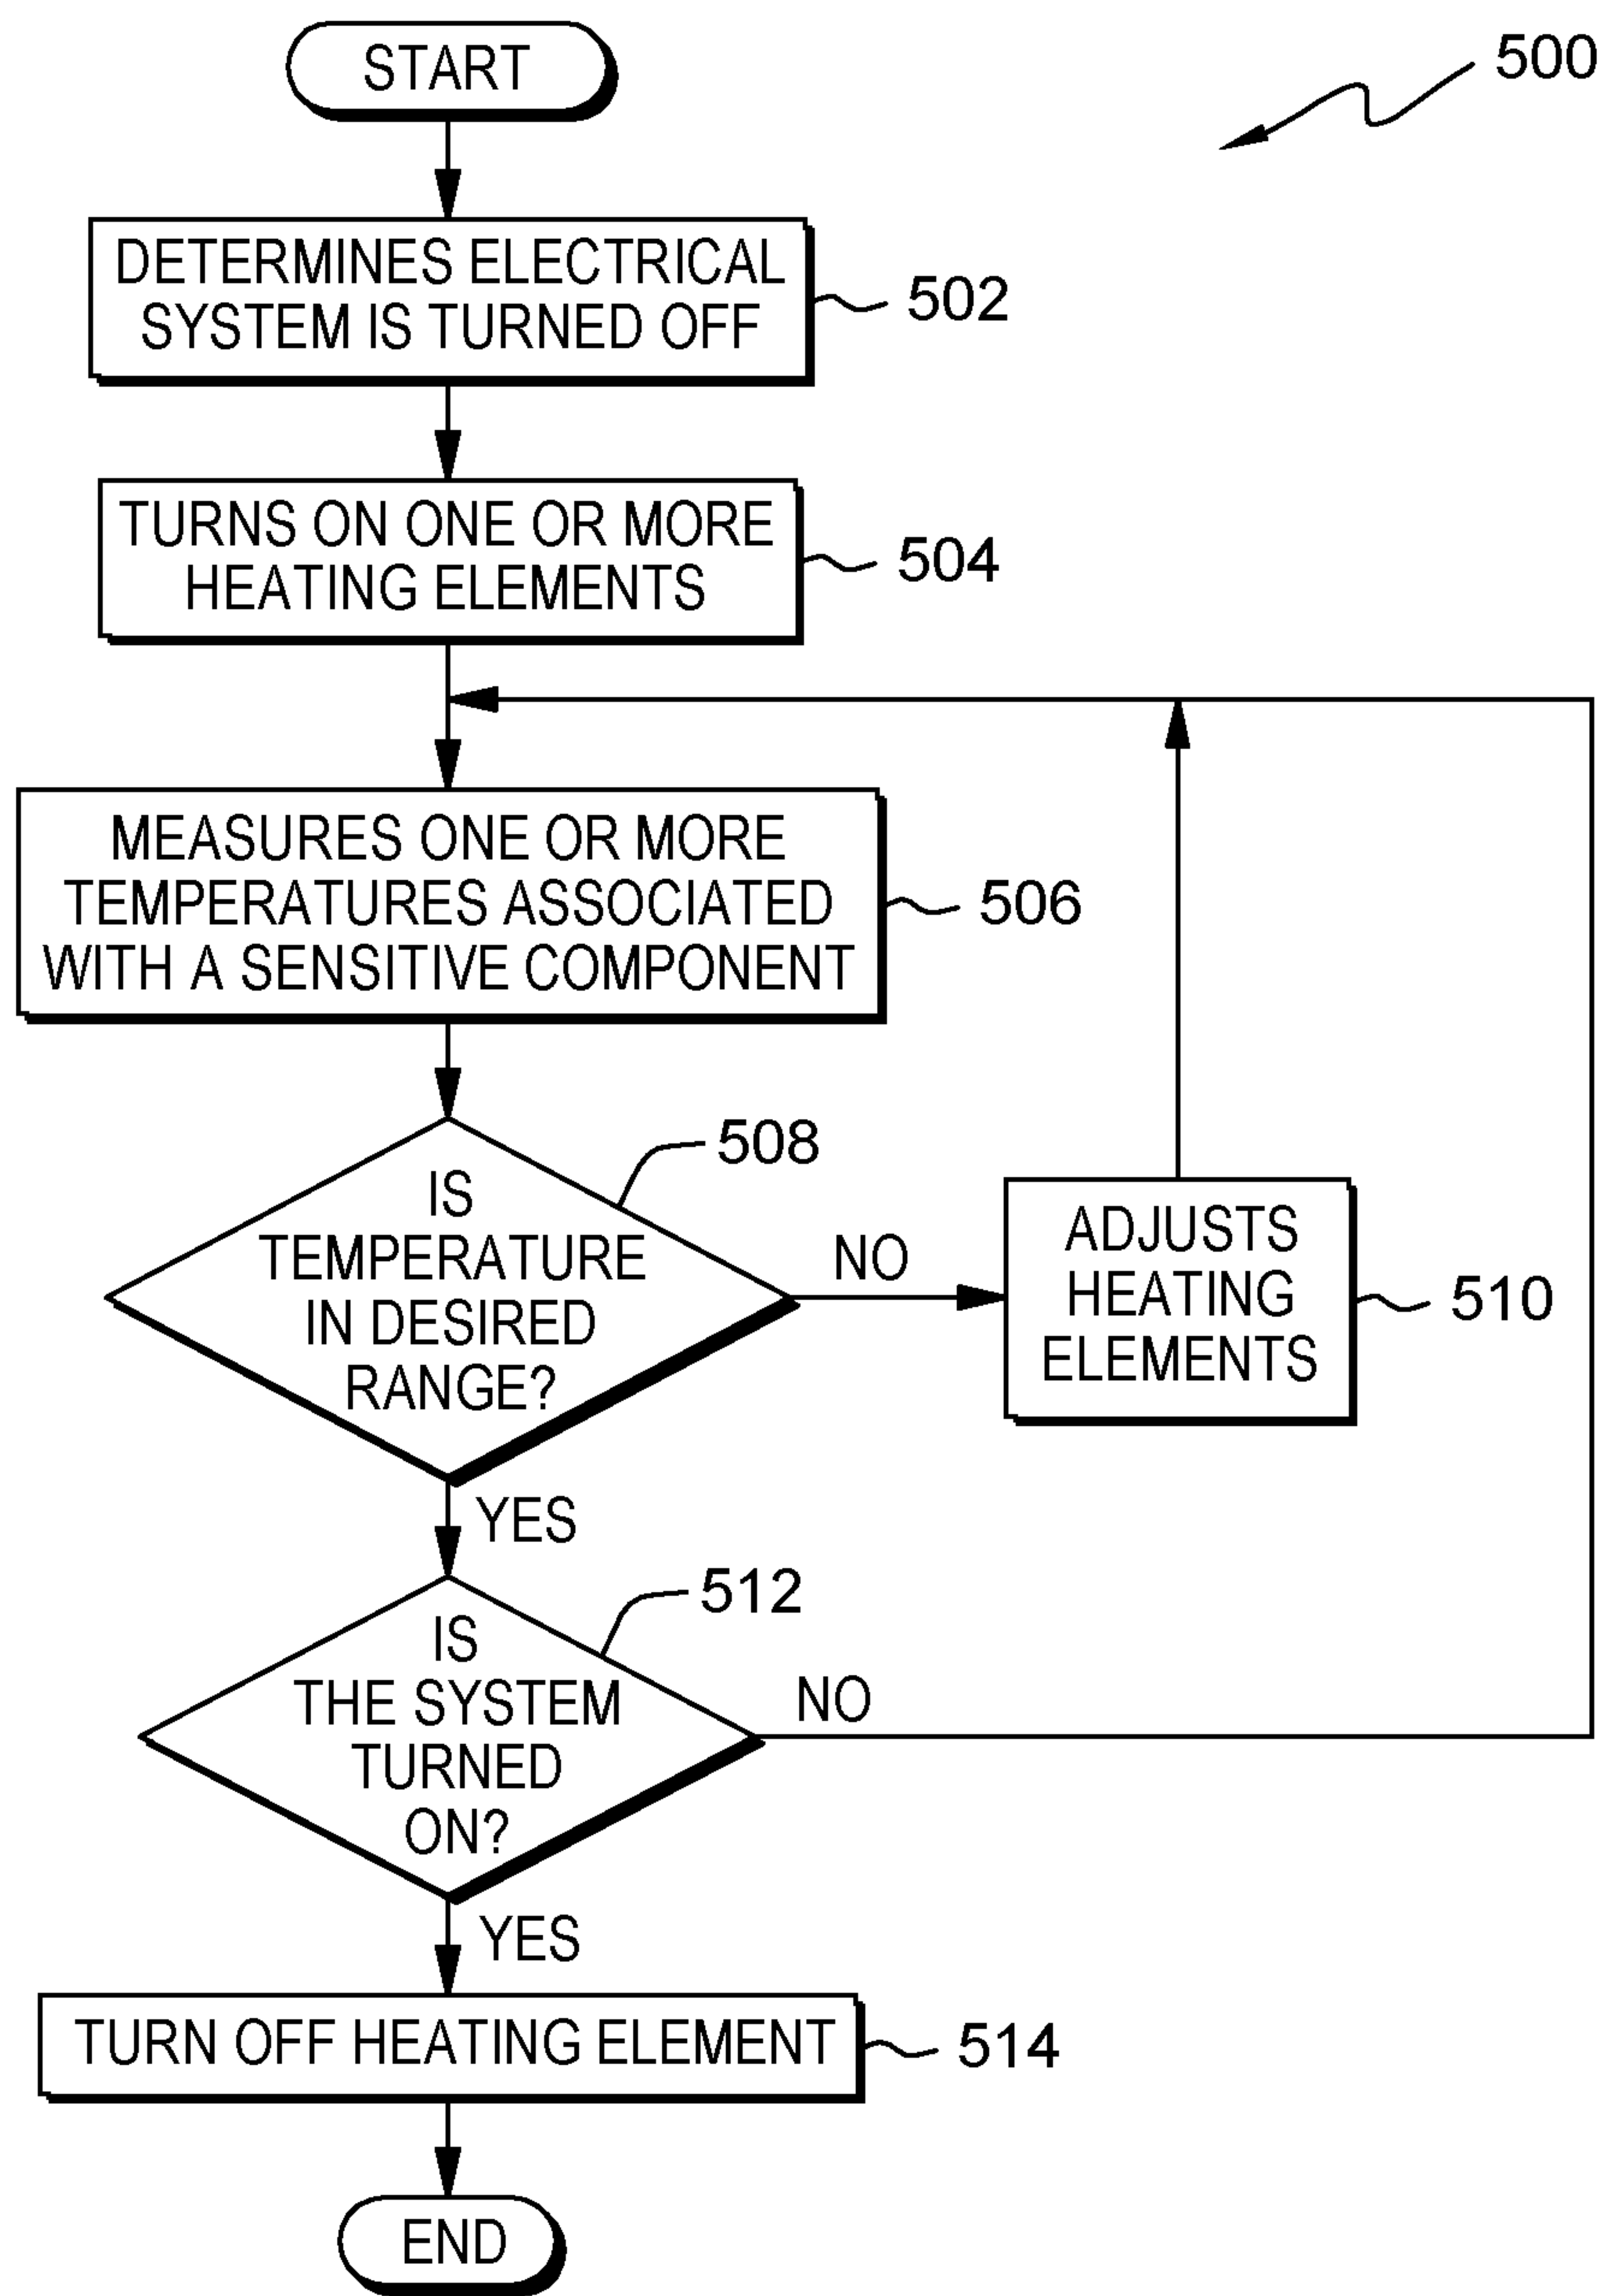 START
500
DETERMINES ELECTRICAL
SYSTEM IS TURNED OFF
502
TURNS ON ONE OR MORE
HEATING ELEMENTS
504
MEASURES ONE OR MORE
TEMPERATURES ASSOCIATED
WITH A SENSITIVE COMPONENT
506
508
IS
TEMPERATURE
IN DESIRED
RANGE?
NO
ADJUSTS
HEATING
ELEMENTS
510
YES
512
IS
THE SYSTEM
TURNED
ON?
NO
YES
TURN OFF HEATING ELEMENT
514
END